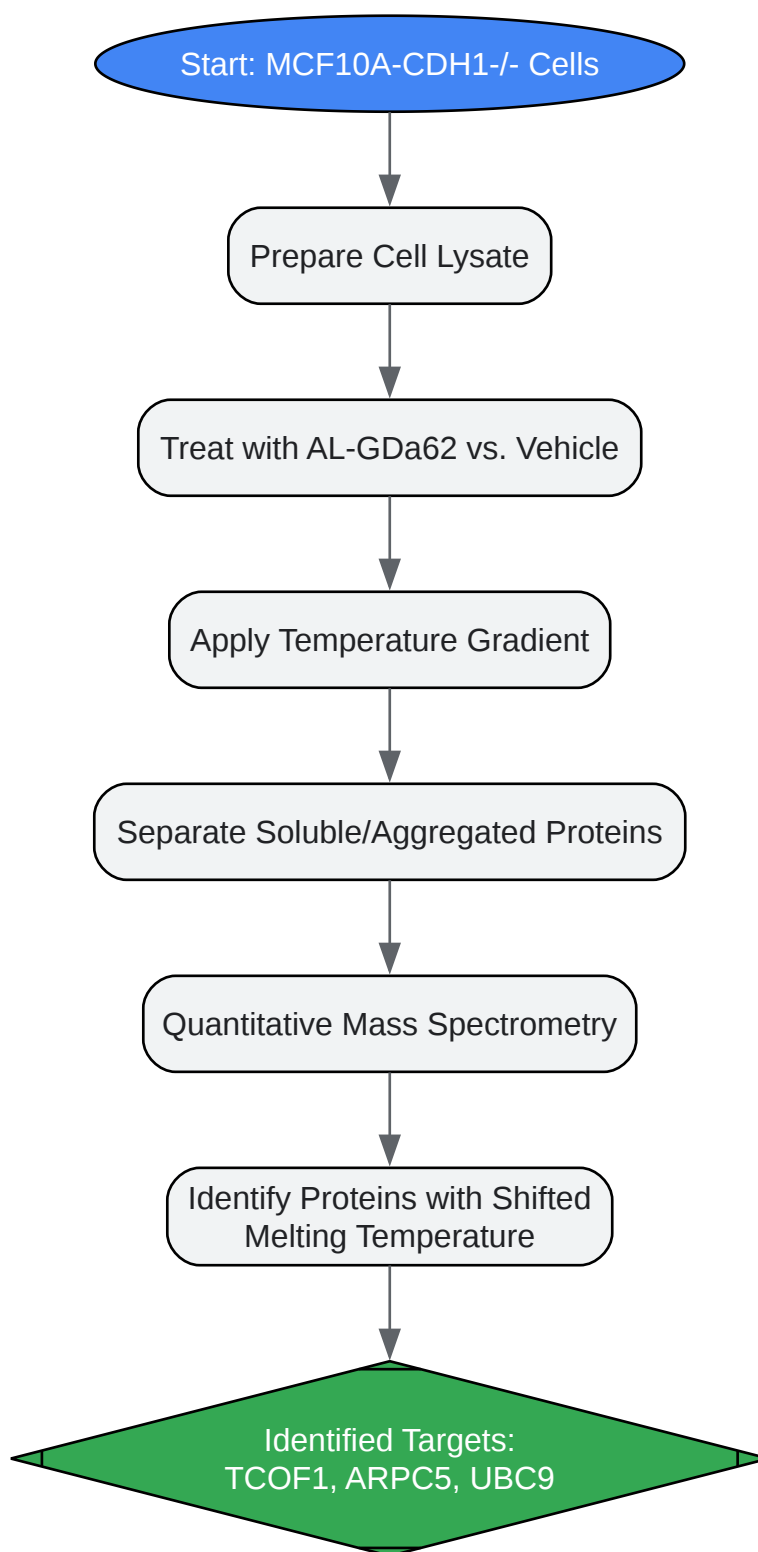 Start: MCF10A-CDH1-/- Cells
Prepare Cell Lysate
Treat with AL-GDa62 vs. Vehicle
Apply Temperature Gradient
Separate Soluble/Aggregated Proteins
Quantitative Mass Spectrometry
Identify Proteins with Shifted
Melting Temperature
Identified Targets:
TCOF1, ARPC5, UBC9